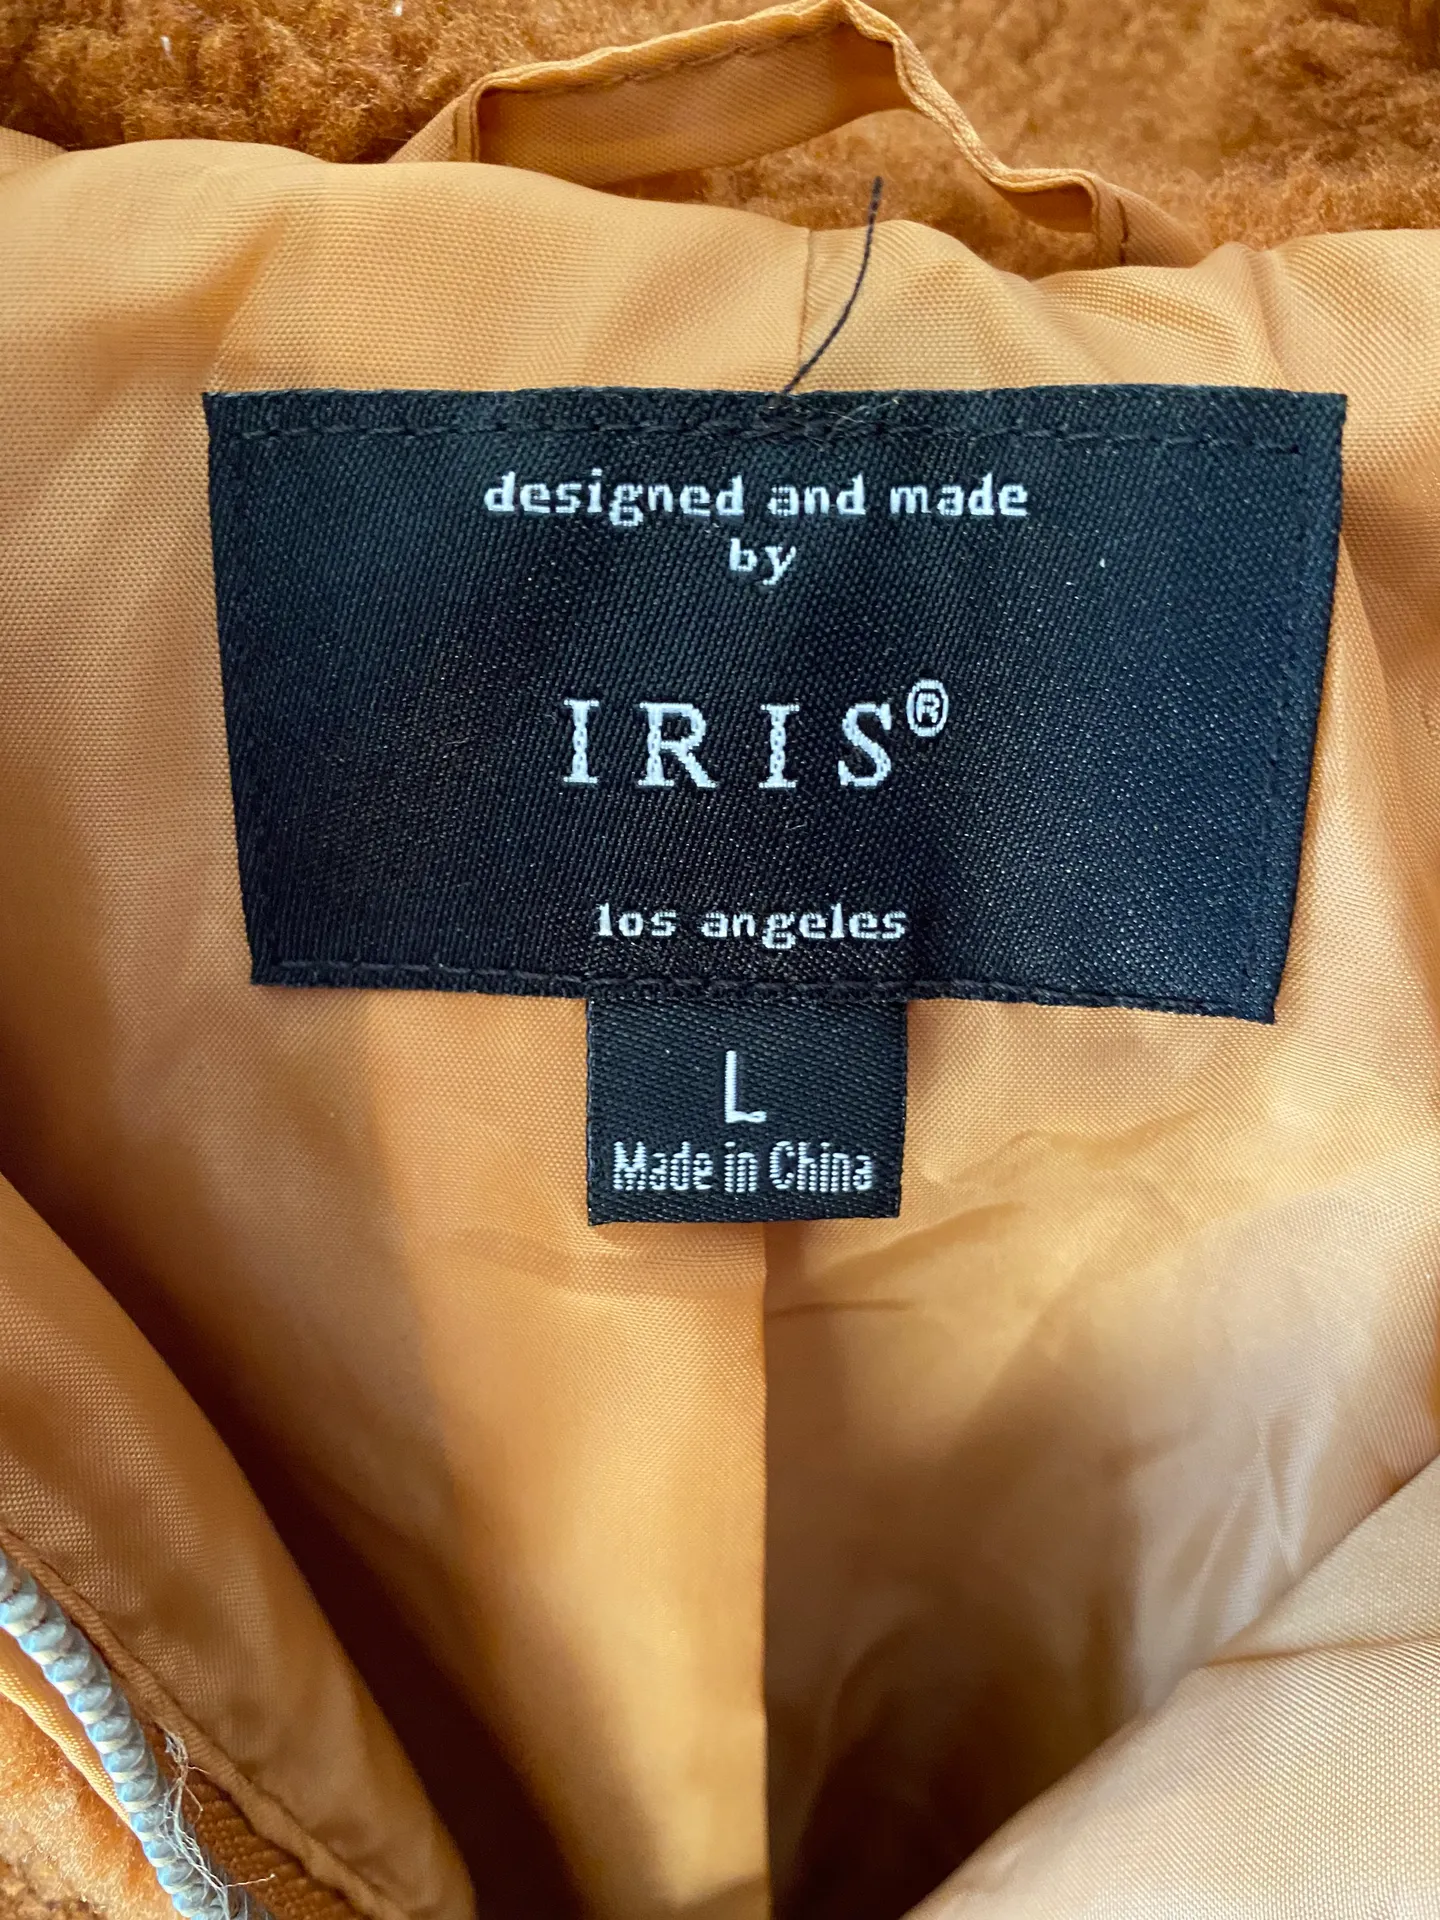 designed and made
by
IRIS®
los angeles
L
Made in China